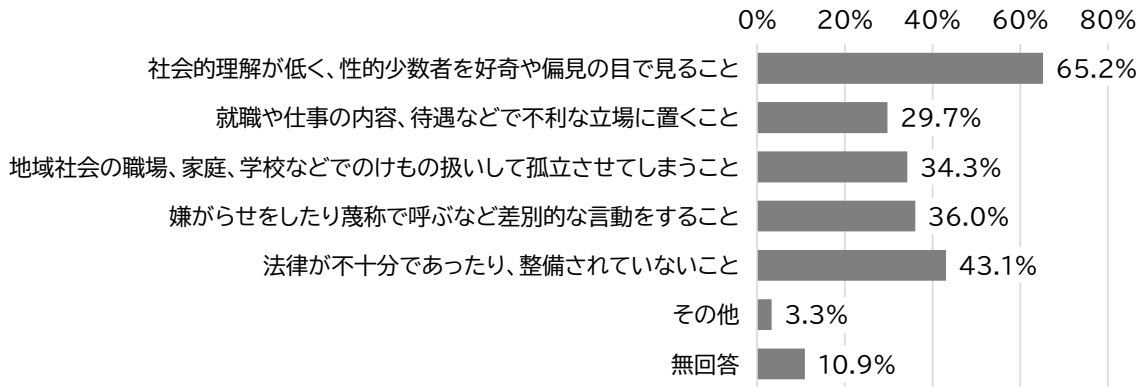 0% 20% 40% 60% 80%
社会的理解が低く、性的少数者を好奇や偏見の目で見ること 65.2%
就職や仕事の内容、待遇などで不利な立場に置くこと 29.7%
地域社会の職場、家庭、学校などでのけもの扱いして孤立させてしまうこと 34.3%
嫌がらせをしたり蔑称で呼ぶなど差別的な言動をすること 36.0%
法律が不十分であったり、整備されていないこと 43.1%
その他 3.3%
無回答 10.9%